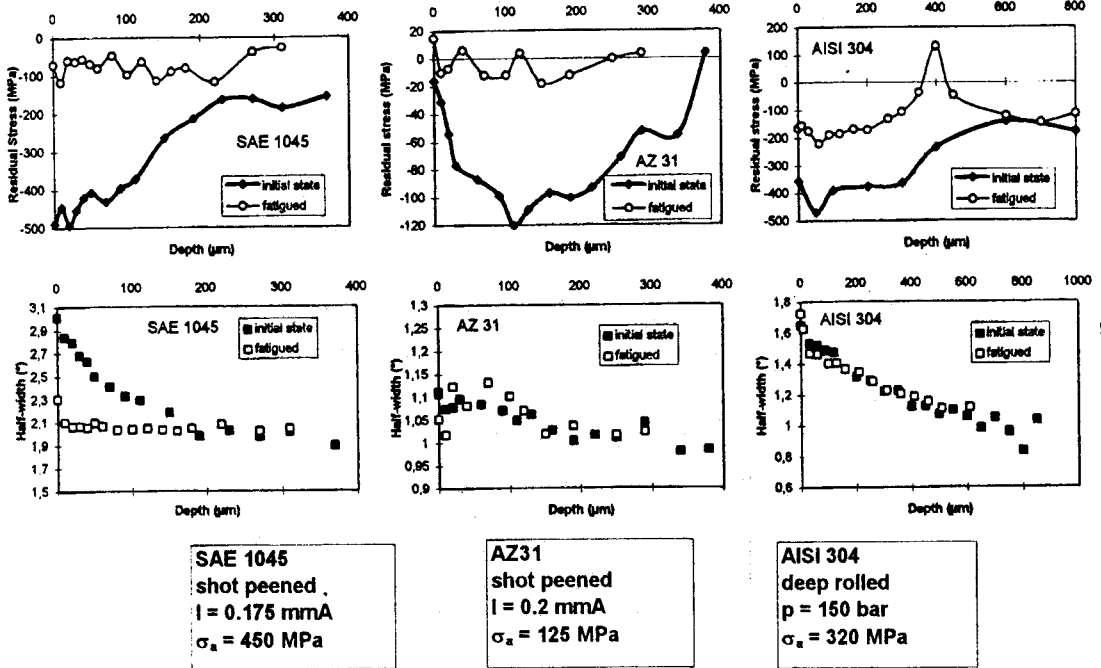 0 100 200 300 400
0
-100
-200
-300
-400
-500
Residual Stress (MPa)
SAE 1045
initial state
fatigued
Depth (µm)
0 100 200 300 400
20
0
-20
-40
-60
-80
-100
-120
Residual stress (MPa)
AZ 31
initial state
fatigued
Depth (µm)
0 200 400 600 800
200
100
0
-100
-200
-300
-400
-500
Residual stress (MPa)
AISI 304
initial state
fatigued
Depth (µm)
0 100 200 300 400
3,1
2,9
2,7
2,5
2,3
2,1
1,9
1,7
1,5
Half-width (°)
SAE 1045
initial state
fatigued
Depth (µm)
0 100 200 300 400
1,3
1,25
1,2
1,15
1,1
1,05
1
0,95
0,9
Half-width (°)
AZ 31
initial state
fatigued
Depth (µm)
0 200 400 600 800 1000
1,8
1,6
1,4
1,2
1
0,8
0,6
Half-width (°)
AISI 304
initial state
fatigued
Depth (µm)
SAE 1045
shot peened
I = 0.175 mmA
σa = 450 MPa
AZ31
shot peened
I = 0.2 mmA
σa = 125 MPa
AISI 304
deep rolled
p = 150 bar
σa = 320 MPa